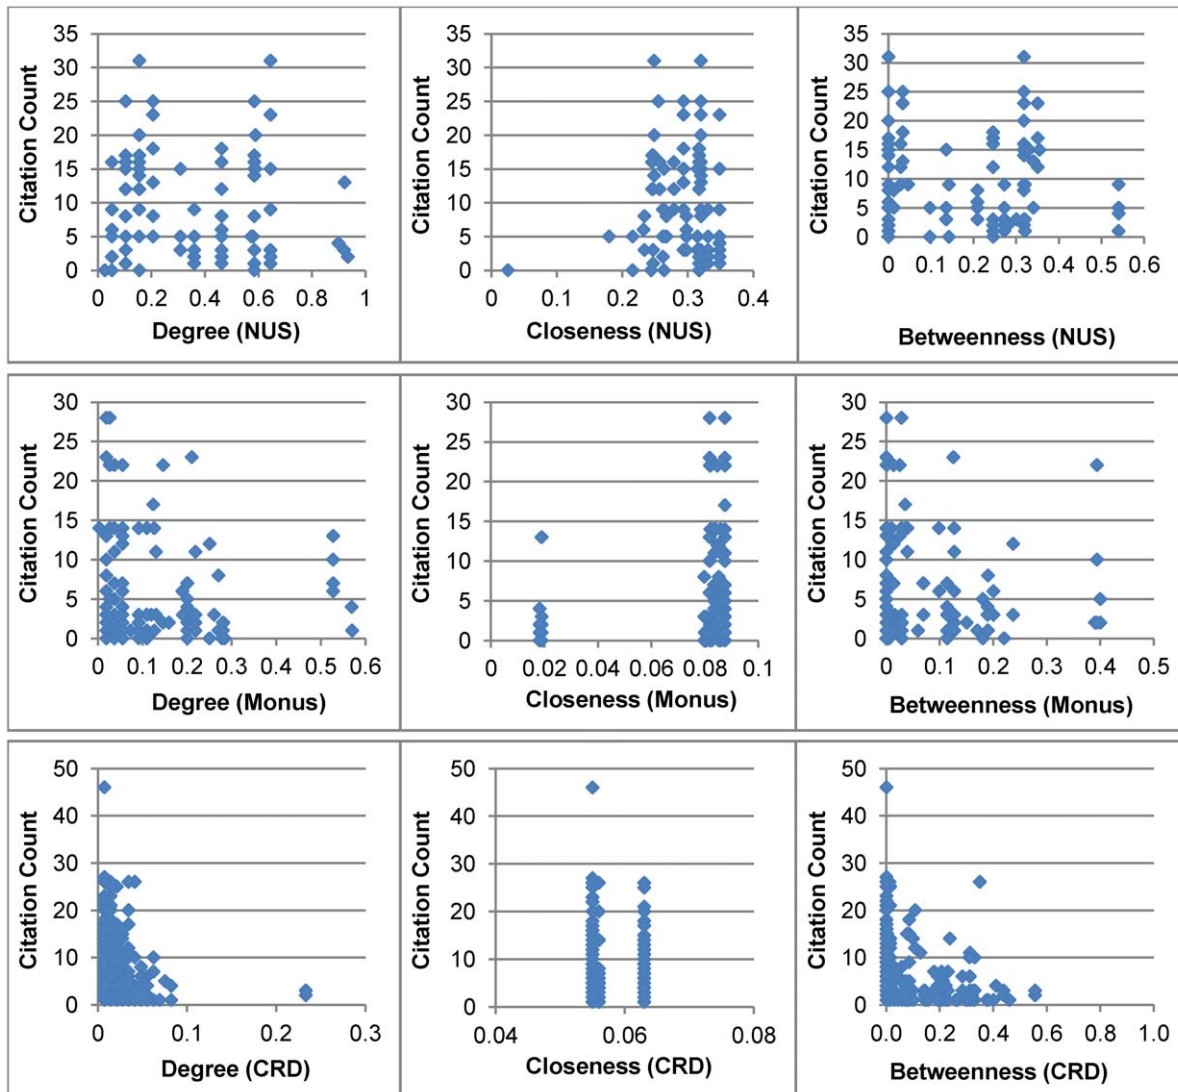 Citation Count
35
30
25
20
15
10
5
0
0 0.2 0.4 0.6 0.8 1
Degree (NUS)
Citation Count
35
30
25
20
15
10
5
0
0 0.1 0.2 0.3 0.4
Closeness (NUS)
Citation Count
35
30
25
20
15
10
5
0
0 0.1 0.2 0.3 0.4 0.5 0.6
Betweenness (NUS)
Citation Count
30
25
20
15
10
5
0
0 0.1 0.2 0.3 0.4 0.5 0.6
Degree (Monus)
Citation Count
30
25
20
15
10
5
0
0 0.02 0.04 0.06 0.08 0.1
Closeness (Monus)
Citation Count
30
25
20
15
10
5
0
0 0.1 0.2 0.3 0.4 0.5
Betweenness (Monus)
Citation Count
50
40
30
20
10
0
0 0.1 0.2 0.3
Degree (CRD)
Citation Count
50
40
30
20
10
0
0.04 0.06 0.08
Closeness (CRD)
Citation Count
50
40
30
20
10
0
0.0 0.2 0.4 0.6 0.8 1.0
Betweenness (CRD)